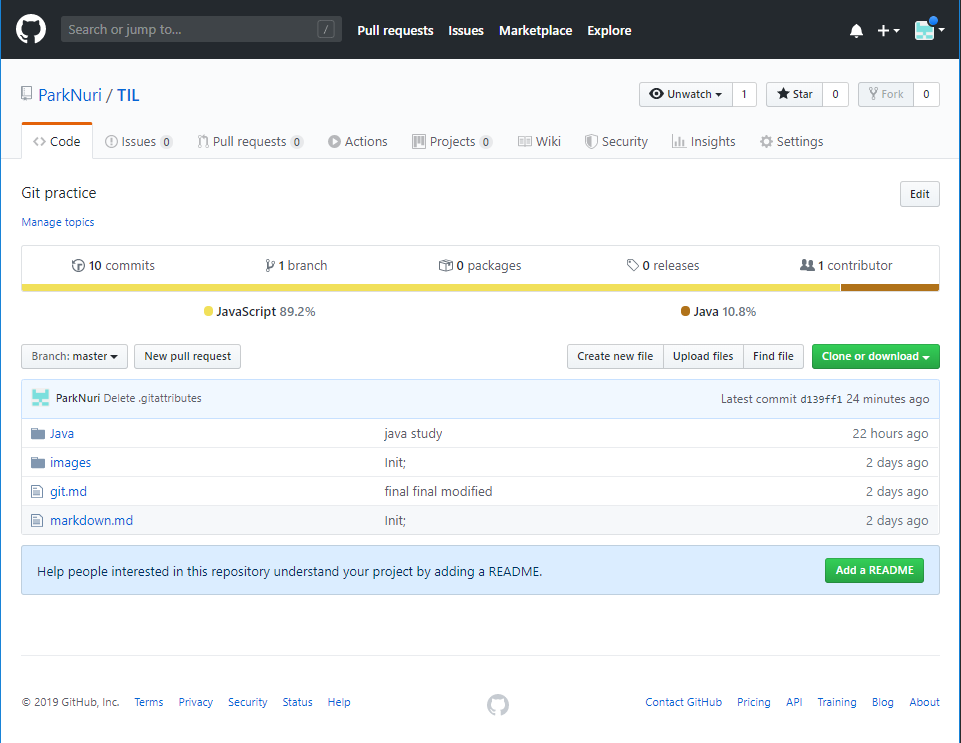 Search or jump to... / Pull requests Issues Marketplace Explore
ParkNuri / TIL Unwatch 1 Star 0 Fork 0
Code Issues 0 Pull requests 0 Actions Projects 0 Wiki Security Insights Settings
Git practice Edit
Manage topics
10 commits 1 branch 0 packages 0 releases 1 contributor
JavaScript 89.2% Java 10.8%
Branch: master New pull request Create new file Upload files Find file Clone or download
ParkNuri Delete .gitattributes Latest commit d139ff1 24 minutes ago
Java java study 22 hours ago
images Init; 2 days ago
git.md final final modified 2 days ago
markdown.md Init; 2 days ago
Help people interested in this repository understand your project by adding a README. Add a README
© 2019 GitHub, Inc. Terms Privacy Security Status Help Contact GitHub Pricing API Training Blog About